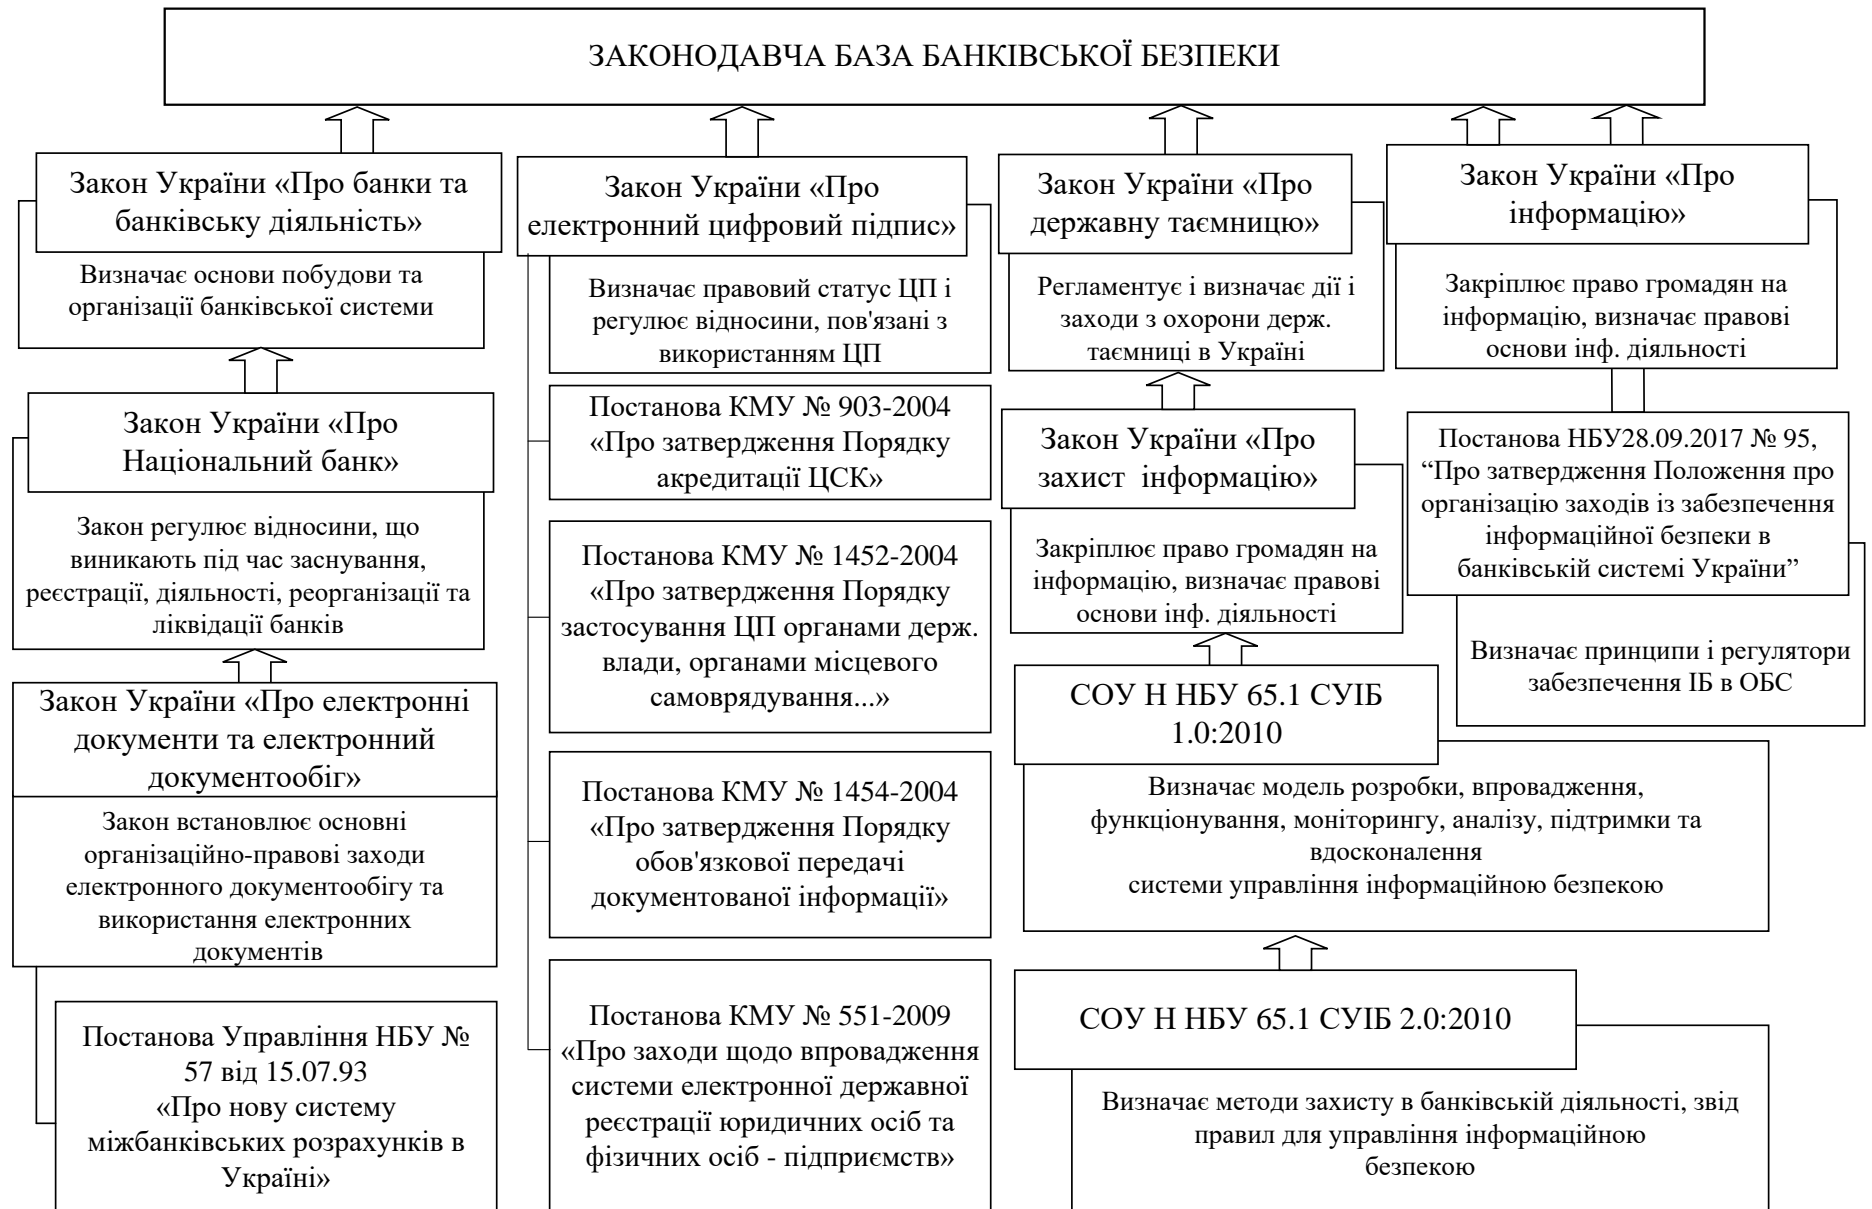 ЗАКОНОДАВЧА БАЗА БАНКІВСЬКОЇ БЕЗПЕКИ
Закон України «Про банки та
банківську діяльність»
Визначає основи побудови та
організації банківської системи
Закон України «Про
Національний банк»
Закон регулює відносини, що
виникають під час заснування,
реєстрації, діяльності, реорганізації та
ліквідації банків
Закон України «Про електронні
документи та електронний
документообіг»
Закон встановлює основні
організаційно-правові заходи
електронного документообігу та
використання електронних
документів
Постанова Управління НБУ №
57 від 15.07.93
«Про нову систему
міжбанківських розрахунків в
Україні»
Закон України «Про
електронний цифровий підпис»
Визначає правовий статус ЦП і
регулює відносини, пов'язані з
використанням ЦП
Постанова КМУ № 903-2004
«Про затвердження Порядку
акредитації ЦСК»
Постанова КМУ № 1452-2004
«Про затвердження Порядку
застосування ЦП органами держ.
влади, органами місцевого
самоврядування...»
Постанова КМУ № 1454-2004
«Про затвердження Порядку
обов'язкової передачі
документованої інформації»
Постанова КМУ № 551-2009
«Про заходи щодо впровадження
системи електронної державної
реєстрації юридичних осіб та
фізичних осіб - підприємств»
Закон України «Про
державну таємницю»
Регламентує і визначає дії і
заходи з охорони держ.
таємниці в Україні
Закон України «Про
захист інформацію»
Закріплює право громадян на
інформацію, визначає правові
основи інф. діяльності
СОУ Н НБУ 65.1 СУІБ
1.0:2010
Визначає модель розробки, впровадження,
функціонування, моніторингу, аналізу, підтримки та
вдосконалення
системи управління інформаційною безпекою
СОУ Н НБУ 65.1 СУІБ 2.0:2010
Визначає методи захисту в банківській діяльності, звід
правил для управління інформаційною
безпекою
Закон України «Про
інформацію»
Закріплює право громадян на
інформацію, визначає правові
основи інф. діяльності
Постанова НБУ28.09.2017 № 95,
“Про затвердження Положення про
організацію заходів із забезпечення
інформаційної безпеки в
банківській системі України”
Визначає принципи і регулятори
забезпечення ІБ в ОБС